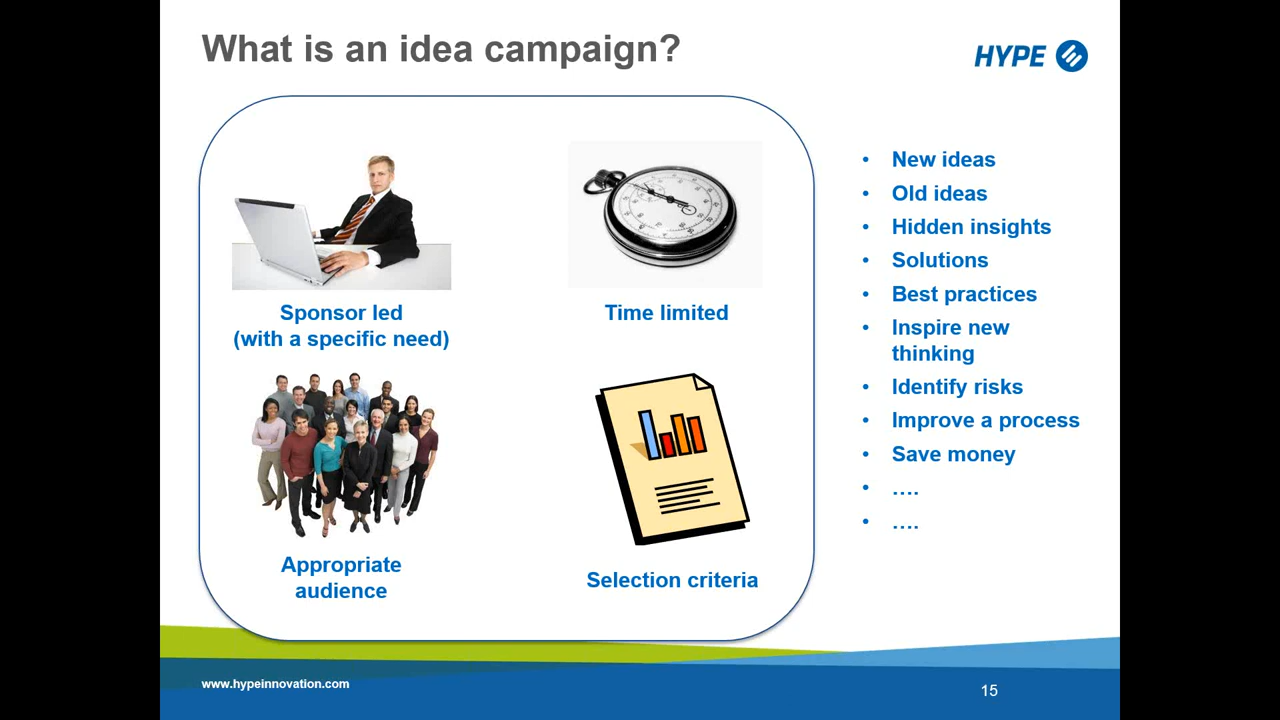 What is an idea campaign?
HYPE
Sponsor led
(with a specific need)
Time limited
Appropriate
audience
Selection criteria
• New ideas
• Old ideas
• Hidden insights
• Solutions
• Best practices
• Inspire new
thinking
• Identify risks
• Improve a process
• Save money
• ….
• ….
www.hypeinnovation.com
15